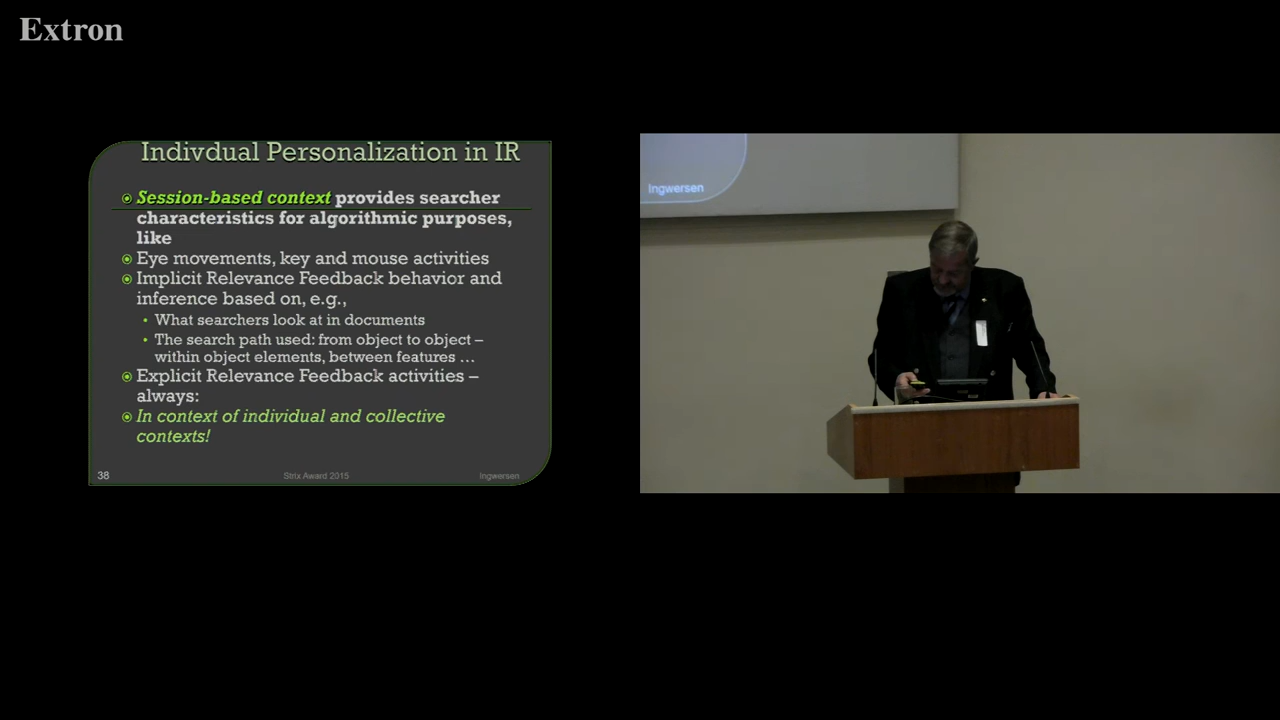 Extron
Indivdual Personalization in IR
Session-based context provides searcher
characteristics for algorithmic purposes,
like
Eye movements, key and mouse activities
Implicit Relevance Feedback behavior and
inference based on, e.g.,
What searchers look at in documents
The search path used: from object to object –
within object elements, between features …
Explicit Relevance Feedback activities –
always:
In context of individual and collective
contexts!
38
Strix Award 2015
Ingwersen
Ingwersen